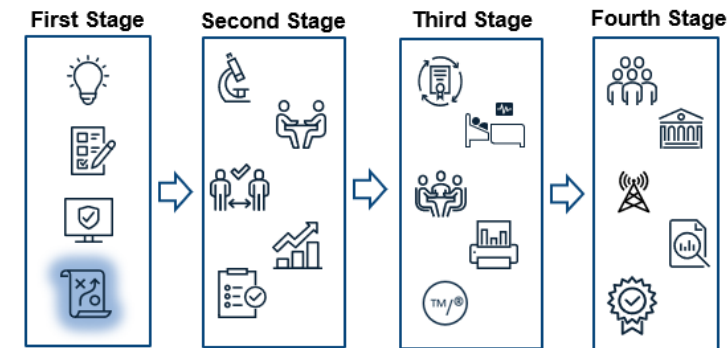 First Stage
Second Stage
Third Stage
Fourth Stage
TM/®